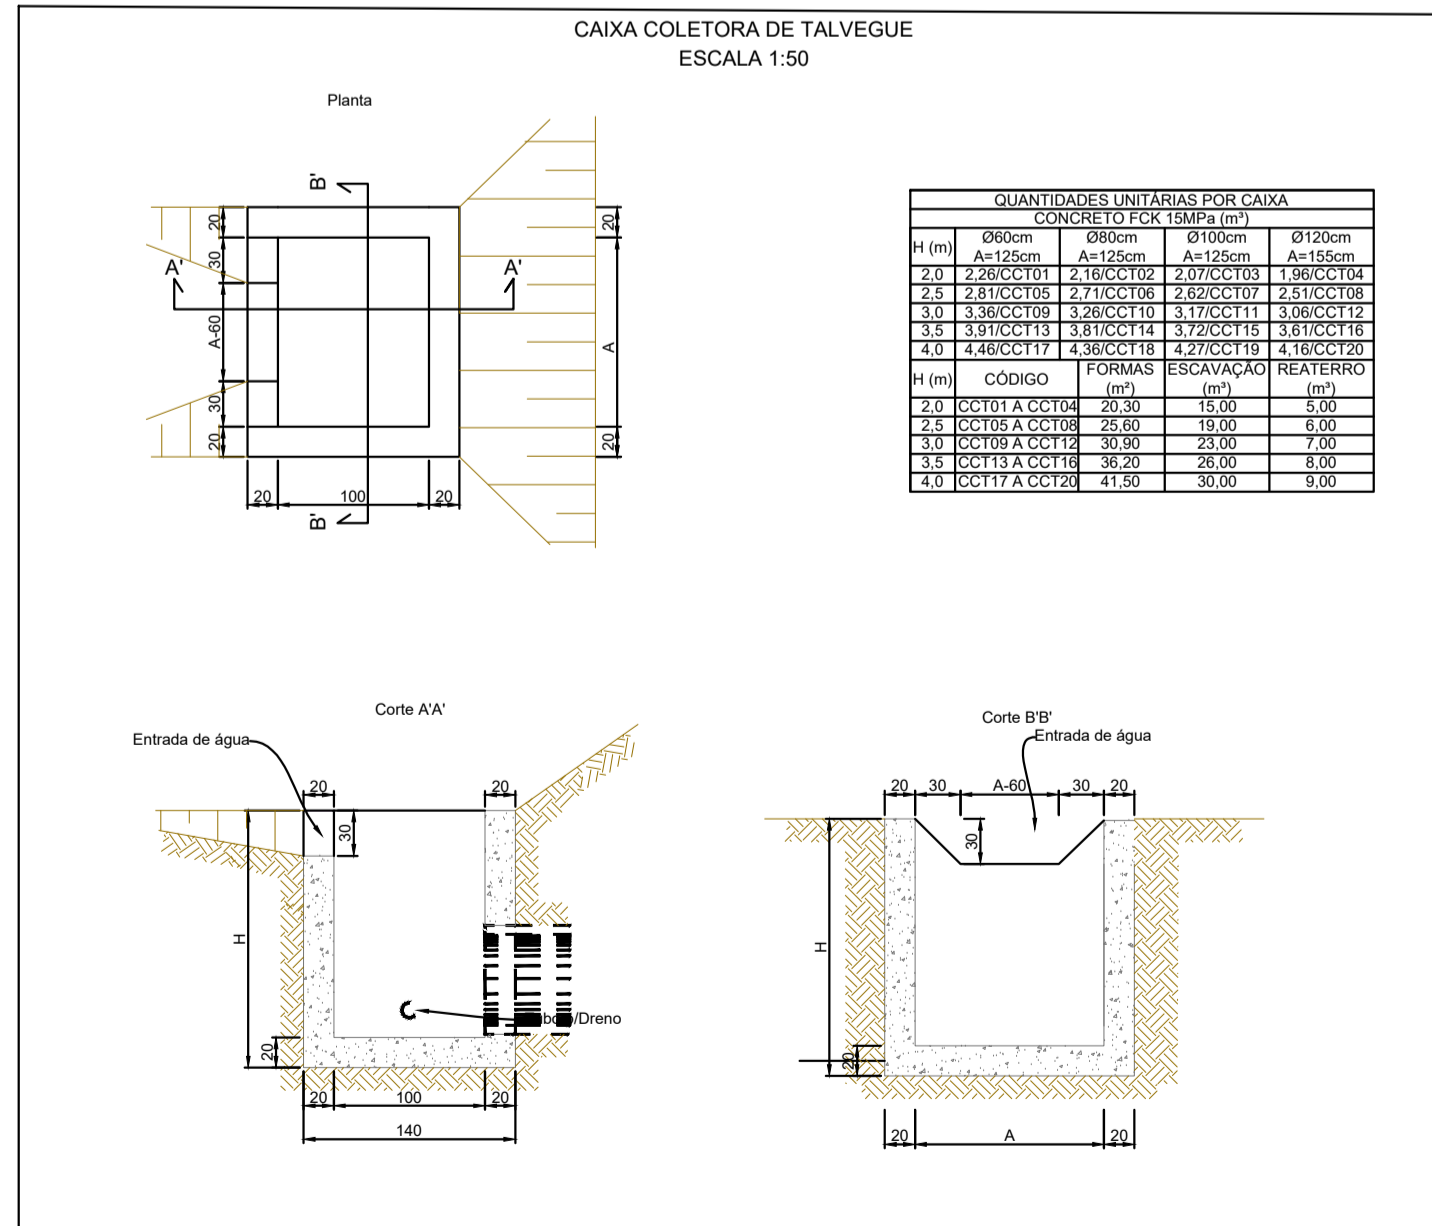 CAIXA COLETORA DE TALVEGUE
ESCALA 1:50
Planta
B'
20
20
30
A'
A'
A-60
A
30
20
20
20 100 20
B'
QUANTIDADES UNITÁRIAS POR CAIXA
CONCRETO FCK 15MPa (m³)
H (m) Ø60cm A=125cm Ø80cm A=125cm Ø100cm A=125cm Ø120cm A=155cm
2,0 2,26/CCT01 2,16/CCT02 2,07/CCT03 1,96/CCT04
2,5 2,81/CCT05 2,71/CCT06 2,62/CCT07 2,51/CCT08
3,0 3,36/CCT09 3,26/CCT10 3,17/CCT11 3,06/CCT12
3,5 3,91/CCT13 3,81/CCT14 3,72/CCT15 3,61/CCT16
4,0 4,46/CCT17 4,36/CCT18 4,27/CCT19 4,16/CCT20
H (m) CÓDIGO FORMAS (m²) ESCAVAÇÃO (m³) REATERRO (m³)
2,0 CCT01 A CCT04 20,30 15,00 5,00
2,5 CCT05 A CCT08 25,60 19,00 6,00
3,0 CCT09 A CCT12 30,90 23,00 7,00
3,5 CCT13 A CCT16 36,20 26,00 8,00
4,0 CCT17 A CCT20 41,50 30,00 9,00
Corte A'A'
Entrada de água
20 20
30
H
/Dreno
20
20 100 20
140
Corte B'B'
Entrada de água
20 30 A-60 30 20
30
H
20
20 A 20